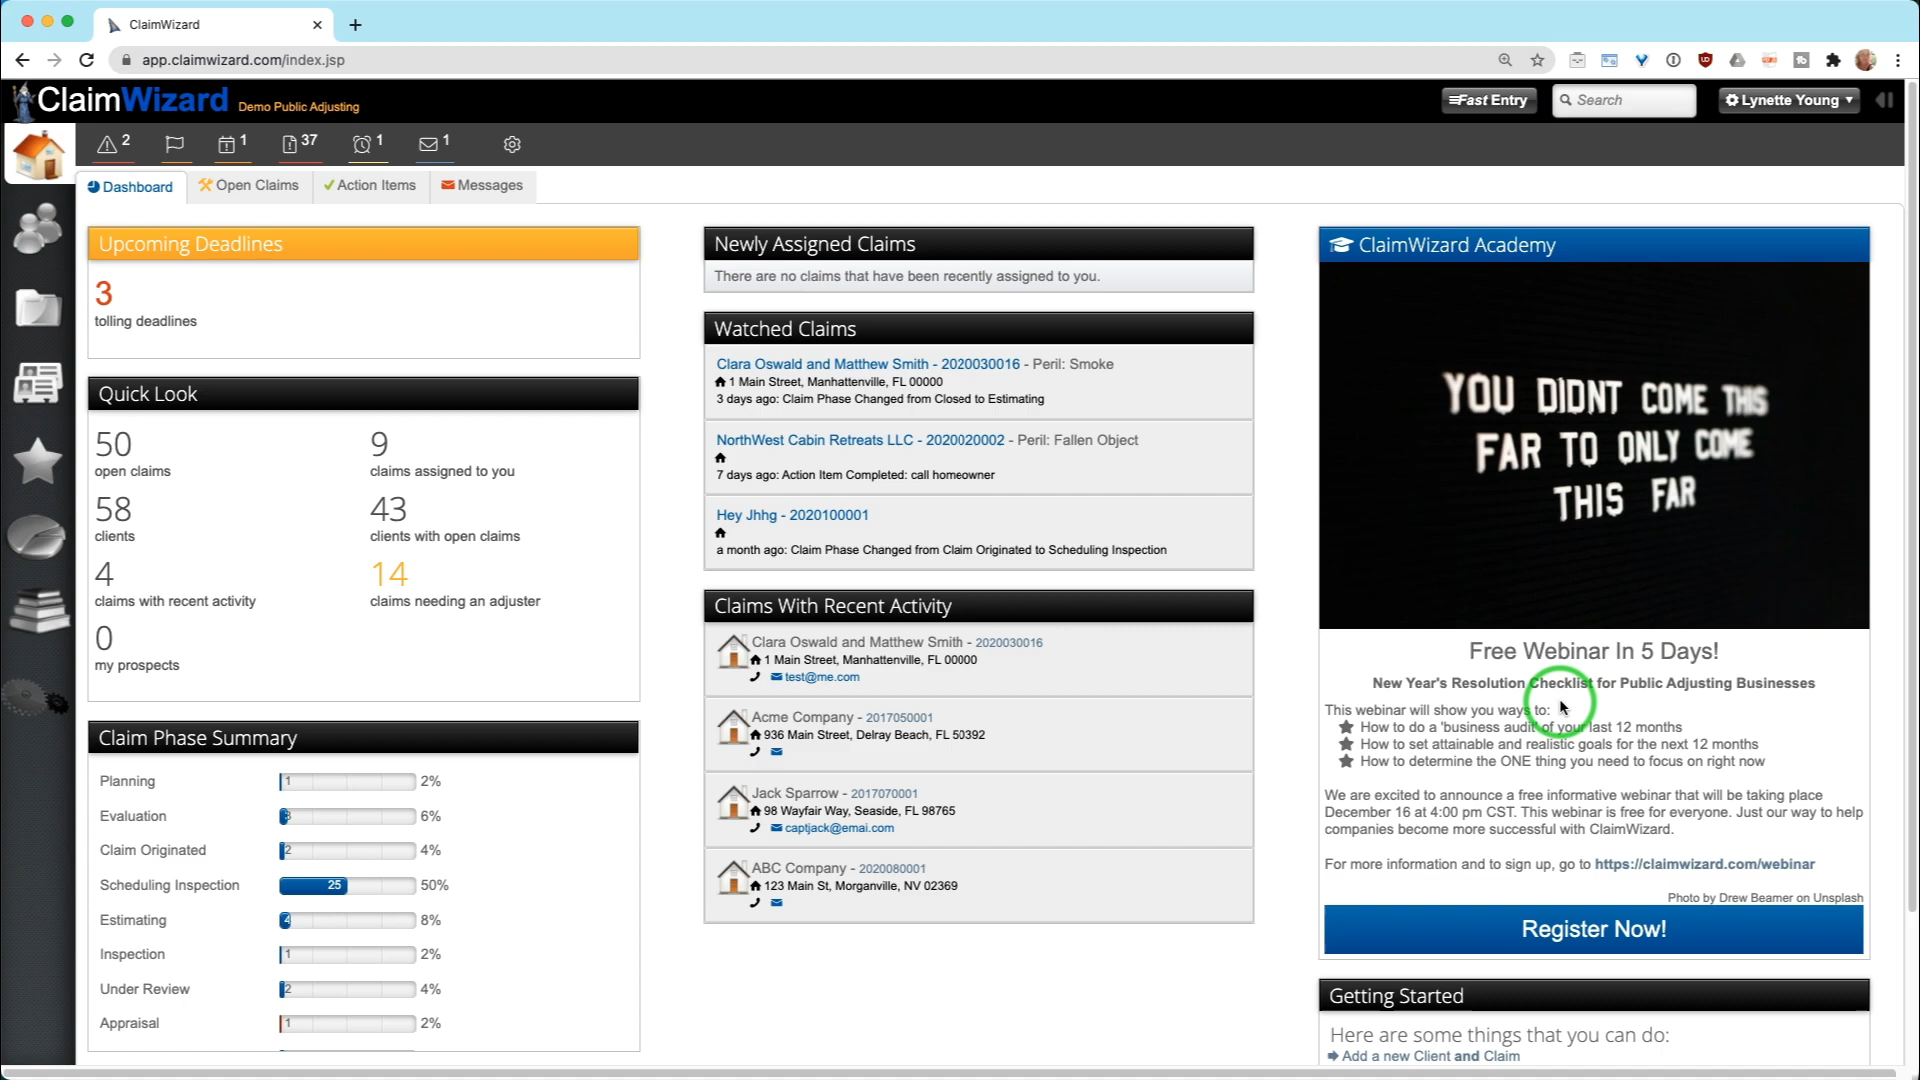 ClaimWizard
app.claimwizard.com/index.jsp
ClaimWizard Demo Public Adjusting
Fast Entry
Search
Lynette Young
2
1
37
1
1
Dashboard
Open Claims
Action Items
Messages
Upcoming Deadlines
3
tolling deadlines
Quick Look
50
open claims
9
claims assigned to you
58
clients
43
clients with open claims
4
claims with recent activity
14
claims needing an adjuster
0
my prospects
Claim Phase Summary
Planning 1 2%
Evaluation 3 6%
Claim Originated 2 4%
Scheduling Inspection 25 50%
Estimating 4 8%
Inspection 1 2%
Under Review 2 4%
Appraisal 1 2%
Newly Assigned Claims
There are no claims that have been recently assigned to you.
Watched Claims
Clara Oswald and Matthew Smith - 2020030016 - Peril: Smoke
1 Main Street, Manhattenville, FL 00000
3 days ago: Claim Phase Changed from Closed to Estimating
NorthWest Cabin Retreats LLC - 2020020002 - Peril: Fallen Object
7 days ago: Action Item Completed: call homeowner
Hey Jhhg - 2020100001
a month ago: Claim Phase Changed from Claim Originated to Scheduling Inspection
Claims With Recent Activity
Clara Oswald and Matthew Smith - 2020030016
1 Main Street, Manhattenville, FL 00000
test@me.com
Acme Company - 2017050001
936 Main Street, Delray Beach, FL 50392
Jack Sparrow - 2017070001
98 Wayfair Way, Seaside, FL 98765
captjack@emai.com
ABC Company - 2020080001
123 Main St, Morganville, NV 02369
ClaimWizard Academy
YOU DIDNT COME THIS
FAR TO ONLY COME
THIS FAR
Free Webinar In 5 Days!
New Year's Resolution Checklist for Public Adjusting Businesses
This webinar will show you ways to:
How to do a 'business audit' of your last 12 months
How to set attainable and realistic goals for the next 12 months
How to determine the ONE thing you need to focus on right now
We are excited to announce a free informative webinar that will be taking place
December 16 at 4:00 pm CST. This webinar is free for everyone. Just our way to help
companies become more successful with ClaimWizard.
For more information and to sign up, go to https://claimwizard.com/webinar
Photo by Drew Beamer on Unsplash
Register Now!
Getting Started
Here are some things that you can do:
Add a new Client and Claim